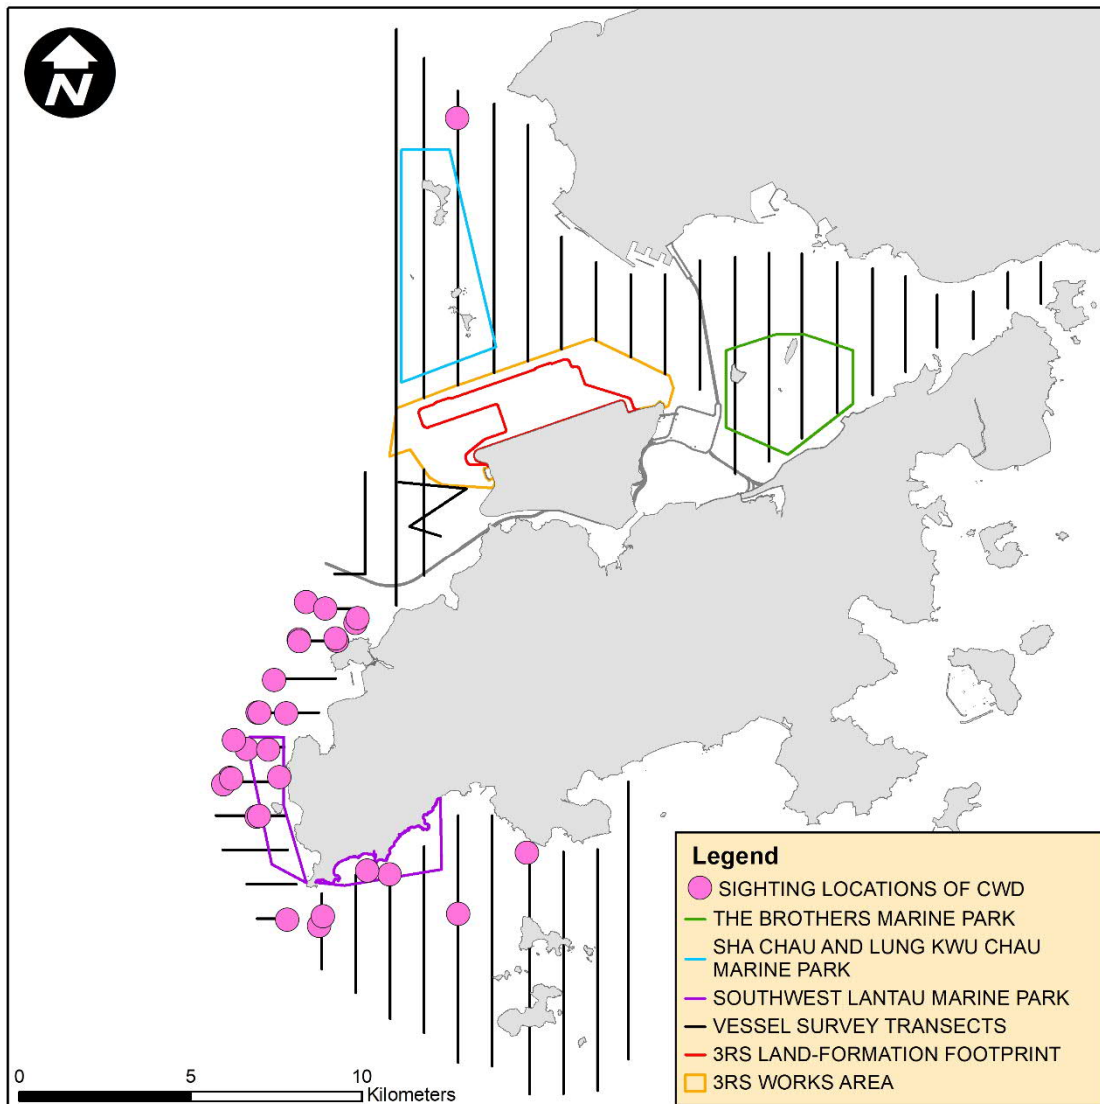 N
Legend
SIGHTING LOCATIONS OF CWD
THE BROTHERS MARINE PARK
SHA CHAU AND LUNG KWU CHAU
MARINE PARK
SOUTHWEST LANTAU MARINE PARK
VESSEL SURVEY TRANSECTS
3RS LAND-FORMATION FOOTPRINT
3RS WORKS AREA
0 5 10
Kilometers